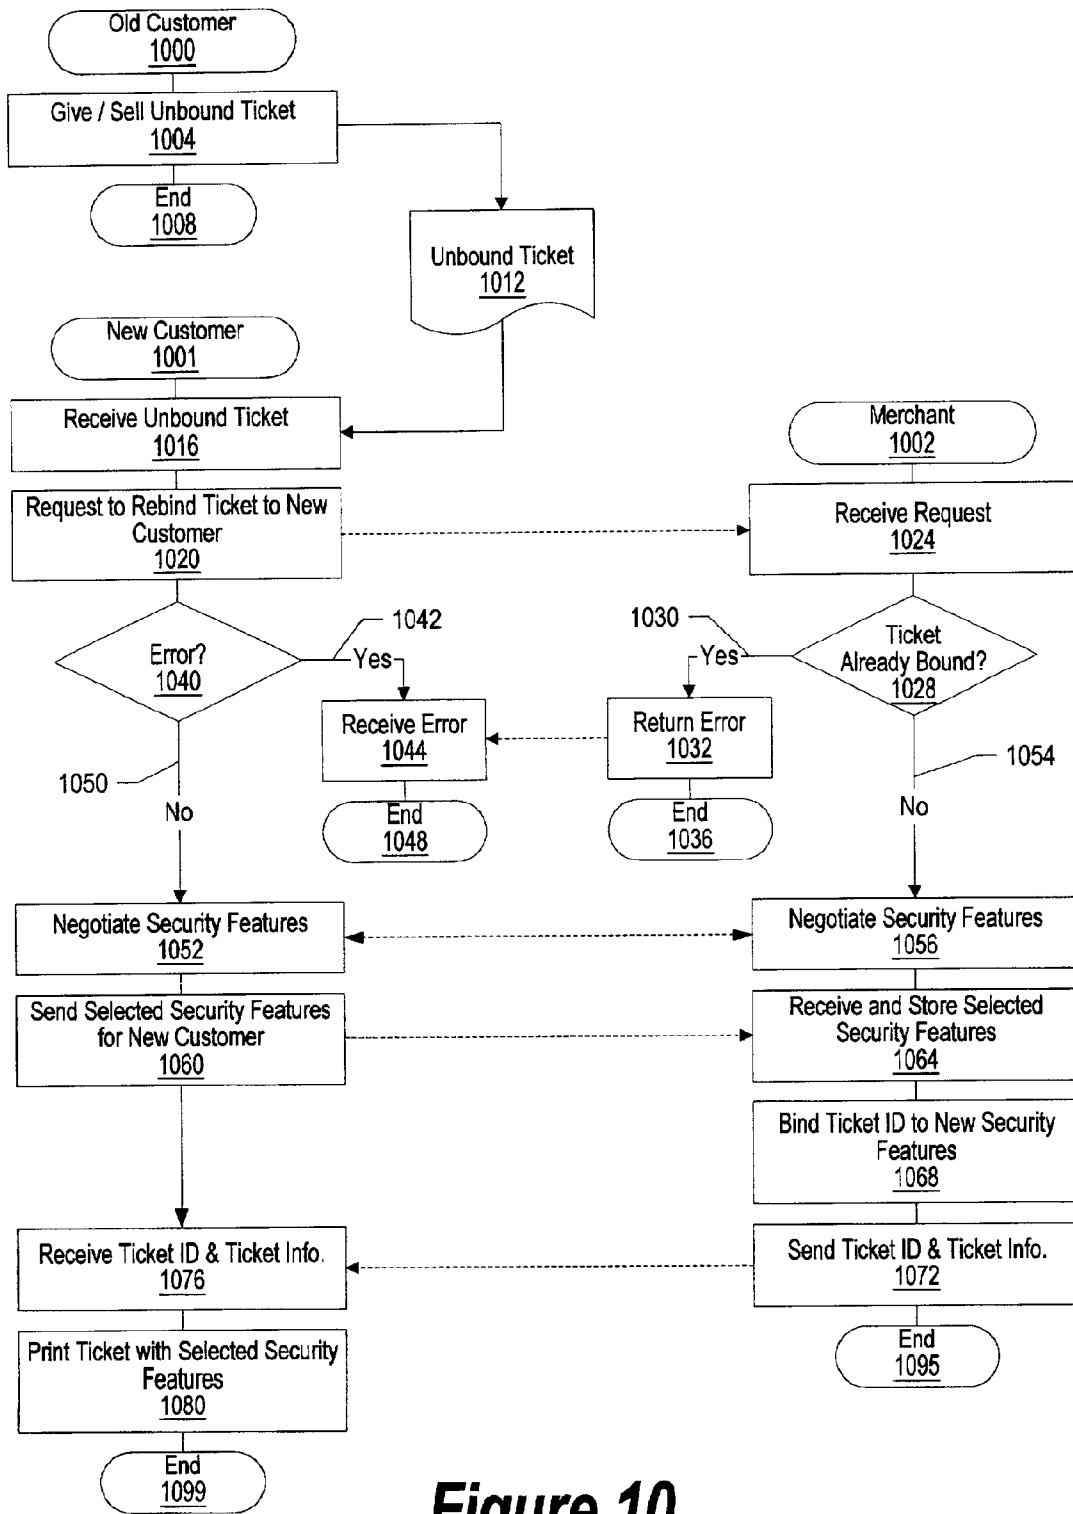 Old Customer
1000
Give / Sell Unbound Ticket
1004
End
1008
Unbound Ticket
1012
New Customer
1001
Receive Unbound Ticket
1016
Merchant
1002
Request to Rebind Ticket to New
Customer
1020
Receive Request
1024
Error?
1040
1042
Yes
1030
Yes
Ticket
Already Bound?
1028
Receive Error
1044
Return Error
1032
1050
No
1054
No
End
1048
End
1036
Negotiate Security Features
1052
Negotiate Security Features
1056
Send Selected Security Features
for New Customer
1060
Receive and Store Selected
Security Features
1064
Bind Ticket ID to New Security
Features
1068
Receive Ticket ID & Ticket Info.
1076
Send Ticket ID & Ticket Info.
1072
Print Ticket with Selected Security
Features
1080
End
1095
End
1099
Figure 10